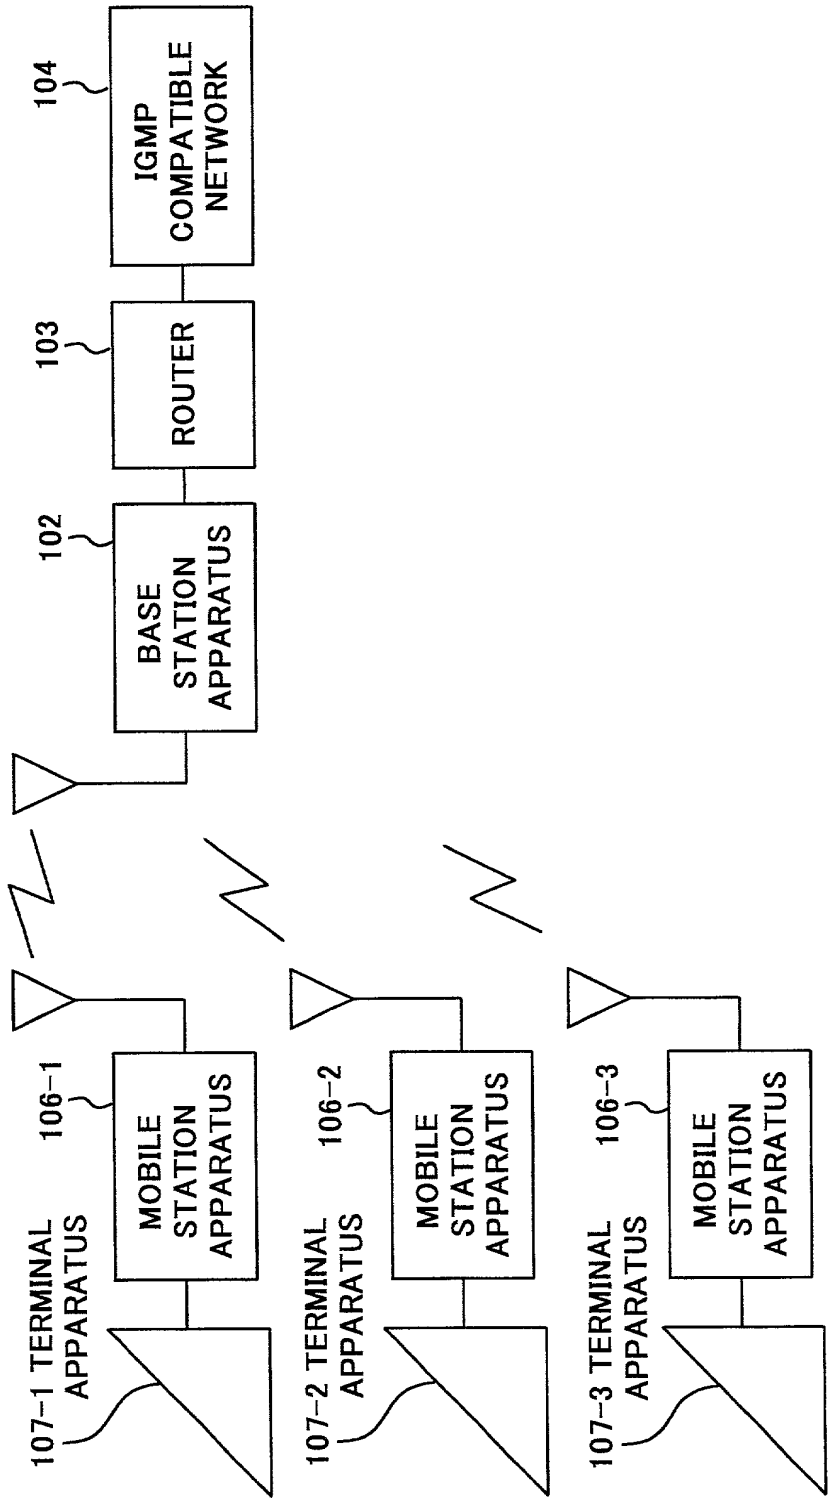 107-1 TERMINAL
APPARATUS
106-1
MOBILE
STATION
APPARATUS
102
BASE
STATION
APPARATUS
103
ROUTER
104
IGMP
COMPATIBLE
NETWORK
107-2 TERMINAL
APPARATUS
106-2
MOBILE
STATION
APPARATUS
107-3 TERMINAL
APPARATUS
106-3
MOBILE
STATION
APPARATUS